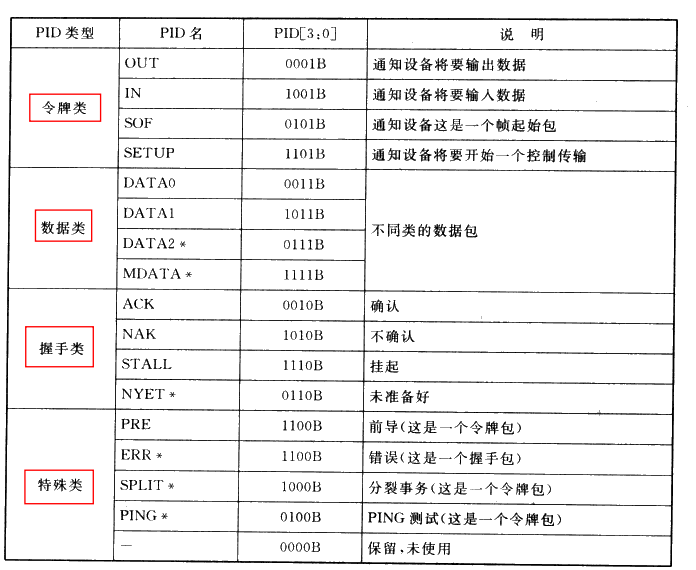 PID 类型 PID 名 PID[3:0] 说 明
令牌类 OUT 0001B 通知设备将要输出数据
IN 1001B 通知设备将要输入数据
SOF 0101B 通知设备这是一个帧起始包
SETUP 1101B 通知设备将要开始一个控制传输
数据类 DATA0 0011B 不同类的数据包
DATA1 1011B
DATA2* 0111B
MDATA* 1111B
握手类 ACK 0010B 确认
NAK 1010B 不确认
STALL 1110B 挂起
NYET* 0110B 未准备好
特殊类 PRE 1100B 前导(这是一个令牌包)
ERR* 1100B 错误(这是一个握手包)
SPLIT* 1000B 分裂事务(这是一个令牌包)
PING* 0100B PING 测试(这是一个令牌包)
— 0000B 保留,未使用